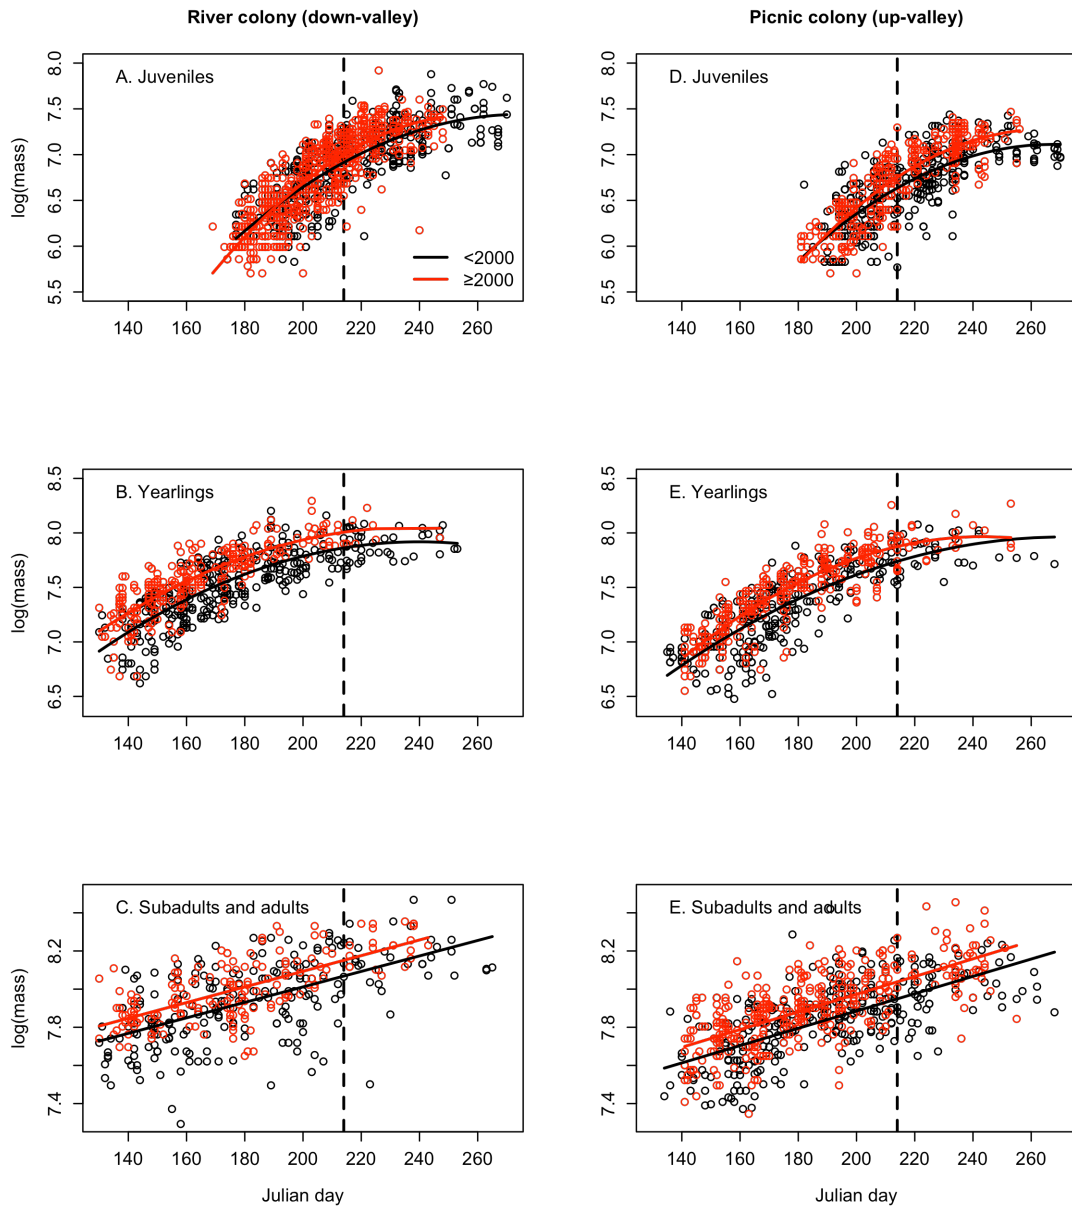 River colony (down-valley)
Picnic colony (up-valley)
A. Juveniles
log(mass)
8.0
7.5
7.0
6.5
6.0
5.5
<2000
≥2000
140 160 180 200 220 240 260
D. Juveniles
8.0
7.5
7.0
6.5
6.0
5.5
140 160 180 200 220 240 260
B. Yearlings
log(mass)
8.5
8.0
7.5
7.0
6.5
140 160 180 200 220 240 260
E. Yearlings
8.5
8.0
7.5
7.0
6.5
140 160 180 200 220 240 260
C. Subadults and adults
log(mass)
8.2
7.8
7.4
140 160 180 200 220 240 260
Julian day
E. Subadults and adults
8.2
7.8
7.4
140 160 180 200 220 240 260
Julian day